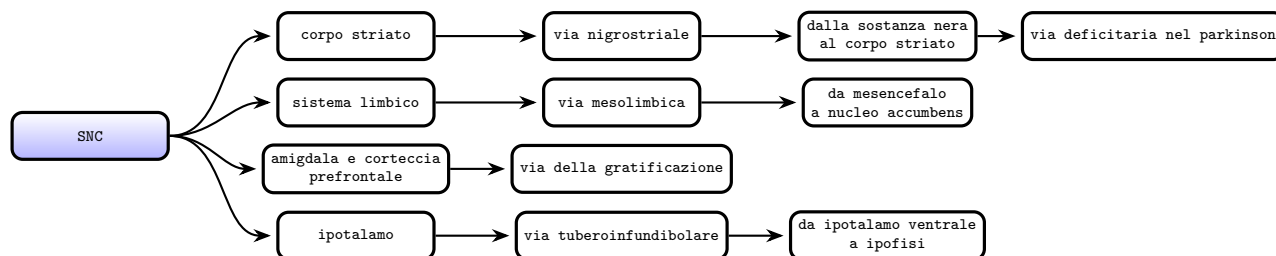 corpo striato
via nigrostriale
dalla sostanza nera
al corpo striato
via deficitaria nel parkinson
sistema limbico
via mesolimbica
da mesencefalo
a nucleo accumbens
SNC
amigdala e corteccia
prefrontale
via della gratificazione
ipotalamo
via tuberoinfundibolare
da ipotalamo ventrale
a ipofisi